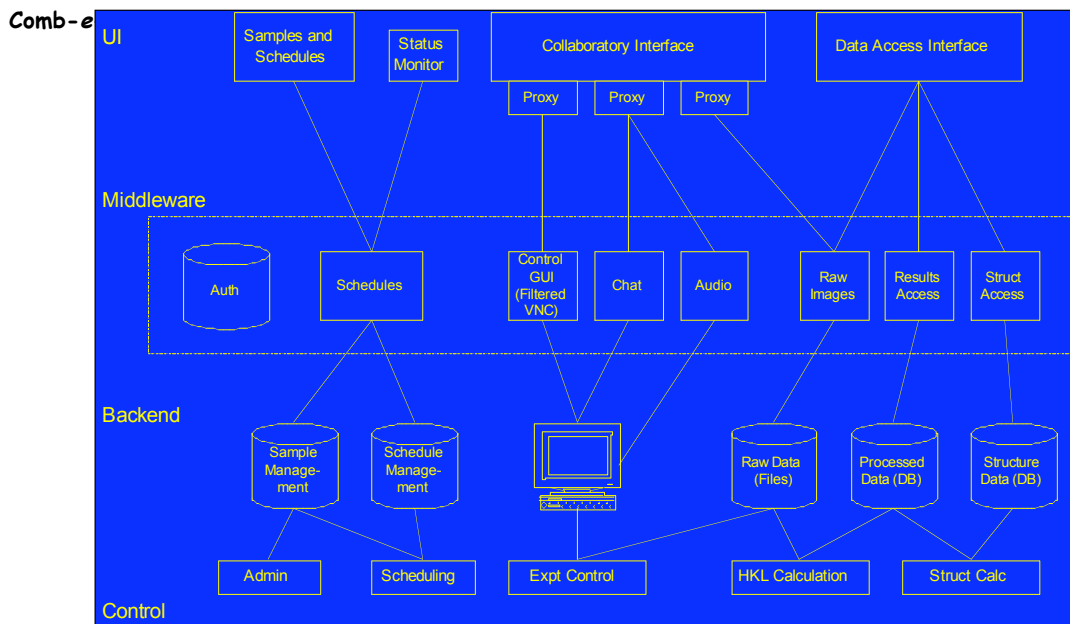 Comb-e
UI
Samples and
Schedules
Status
Monitor
Collaboratory Interface
Data Access Interface
Proxy
Proxy
Proxy
Middleware
Auth
Schedules
Control
GUI
(Filtered
VNC)
Chat
Audio
Raw
Images
Results
Access
Struct
Access
Backend
Sample
Manage-
ment
Schedule
Manage-
ment
Raw Data
(Files)
Processed
Data (DB)
Structure
Data (DB)
Admin
Scheduling
Expt Control
HKL Calculation
Struct Calc
Control